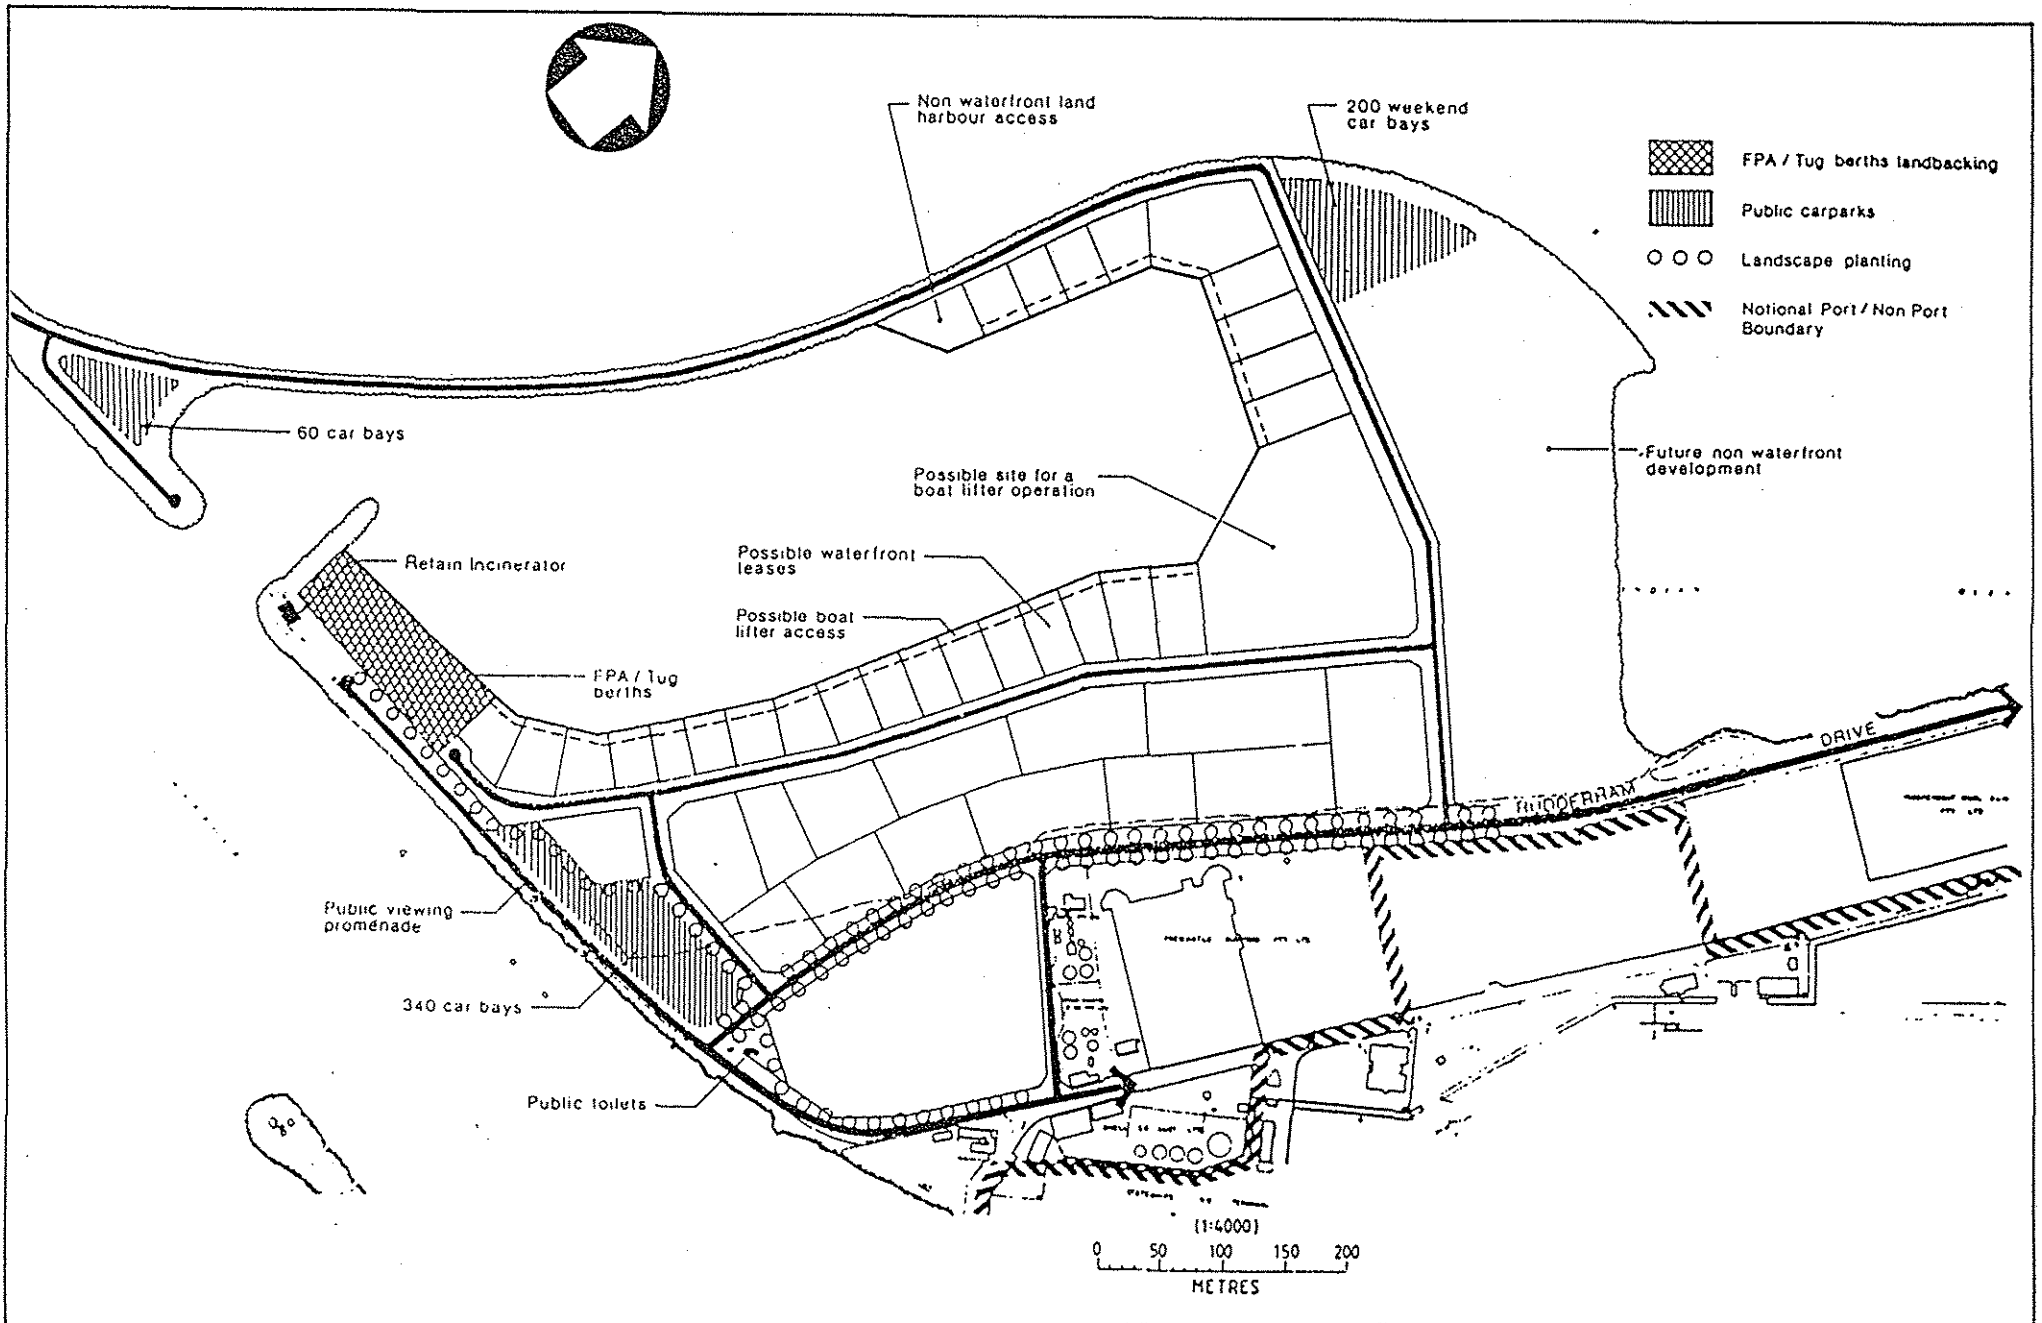 Non waterfront land
harbour access
200 weekend
car bays
FPA / Tug berths landbacking
Public carparks
Landscape planting
Notional Port / Non Port
Boundary
60 car bays
Possible site for a
boat lifter operation
Future non waterfront
development
Retain Incinerator
Possible waterfront
leases
Possible boat
lifter access
FPA / Tug
berths
RUDDERHAM DRIVE
Public viewing
promenade
340 car bays
Public toilets
(1:4000)
0 50 100 150 200
METRES